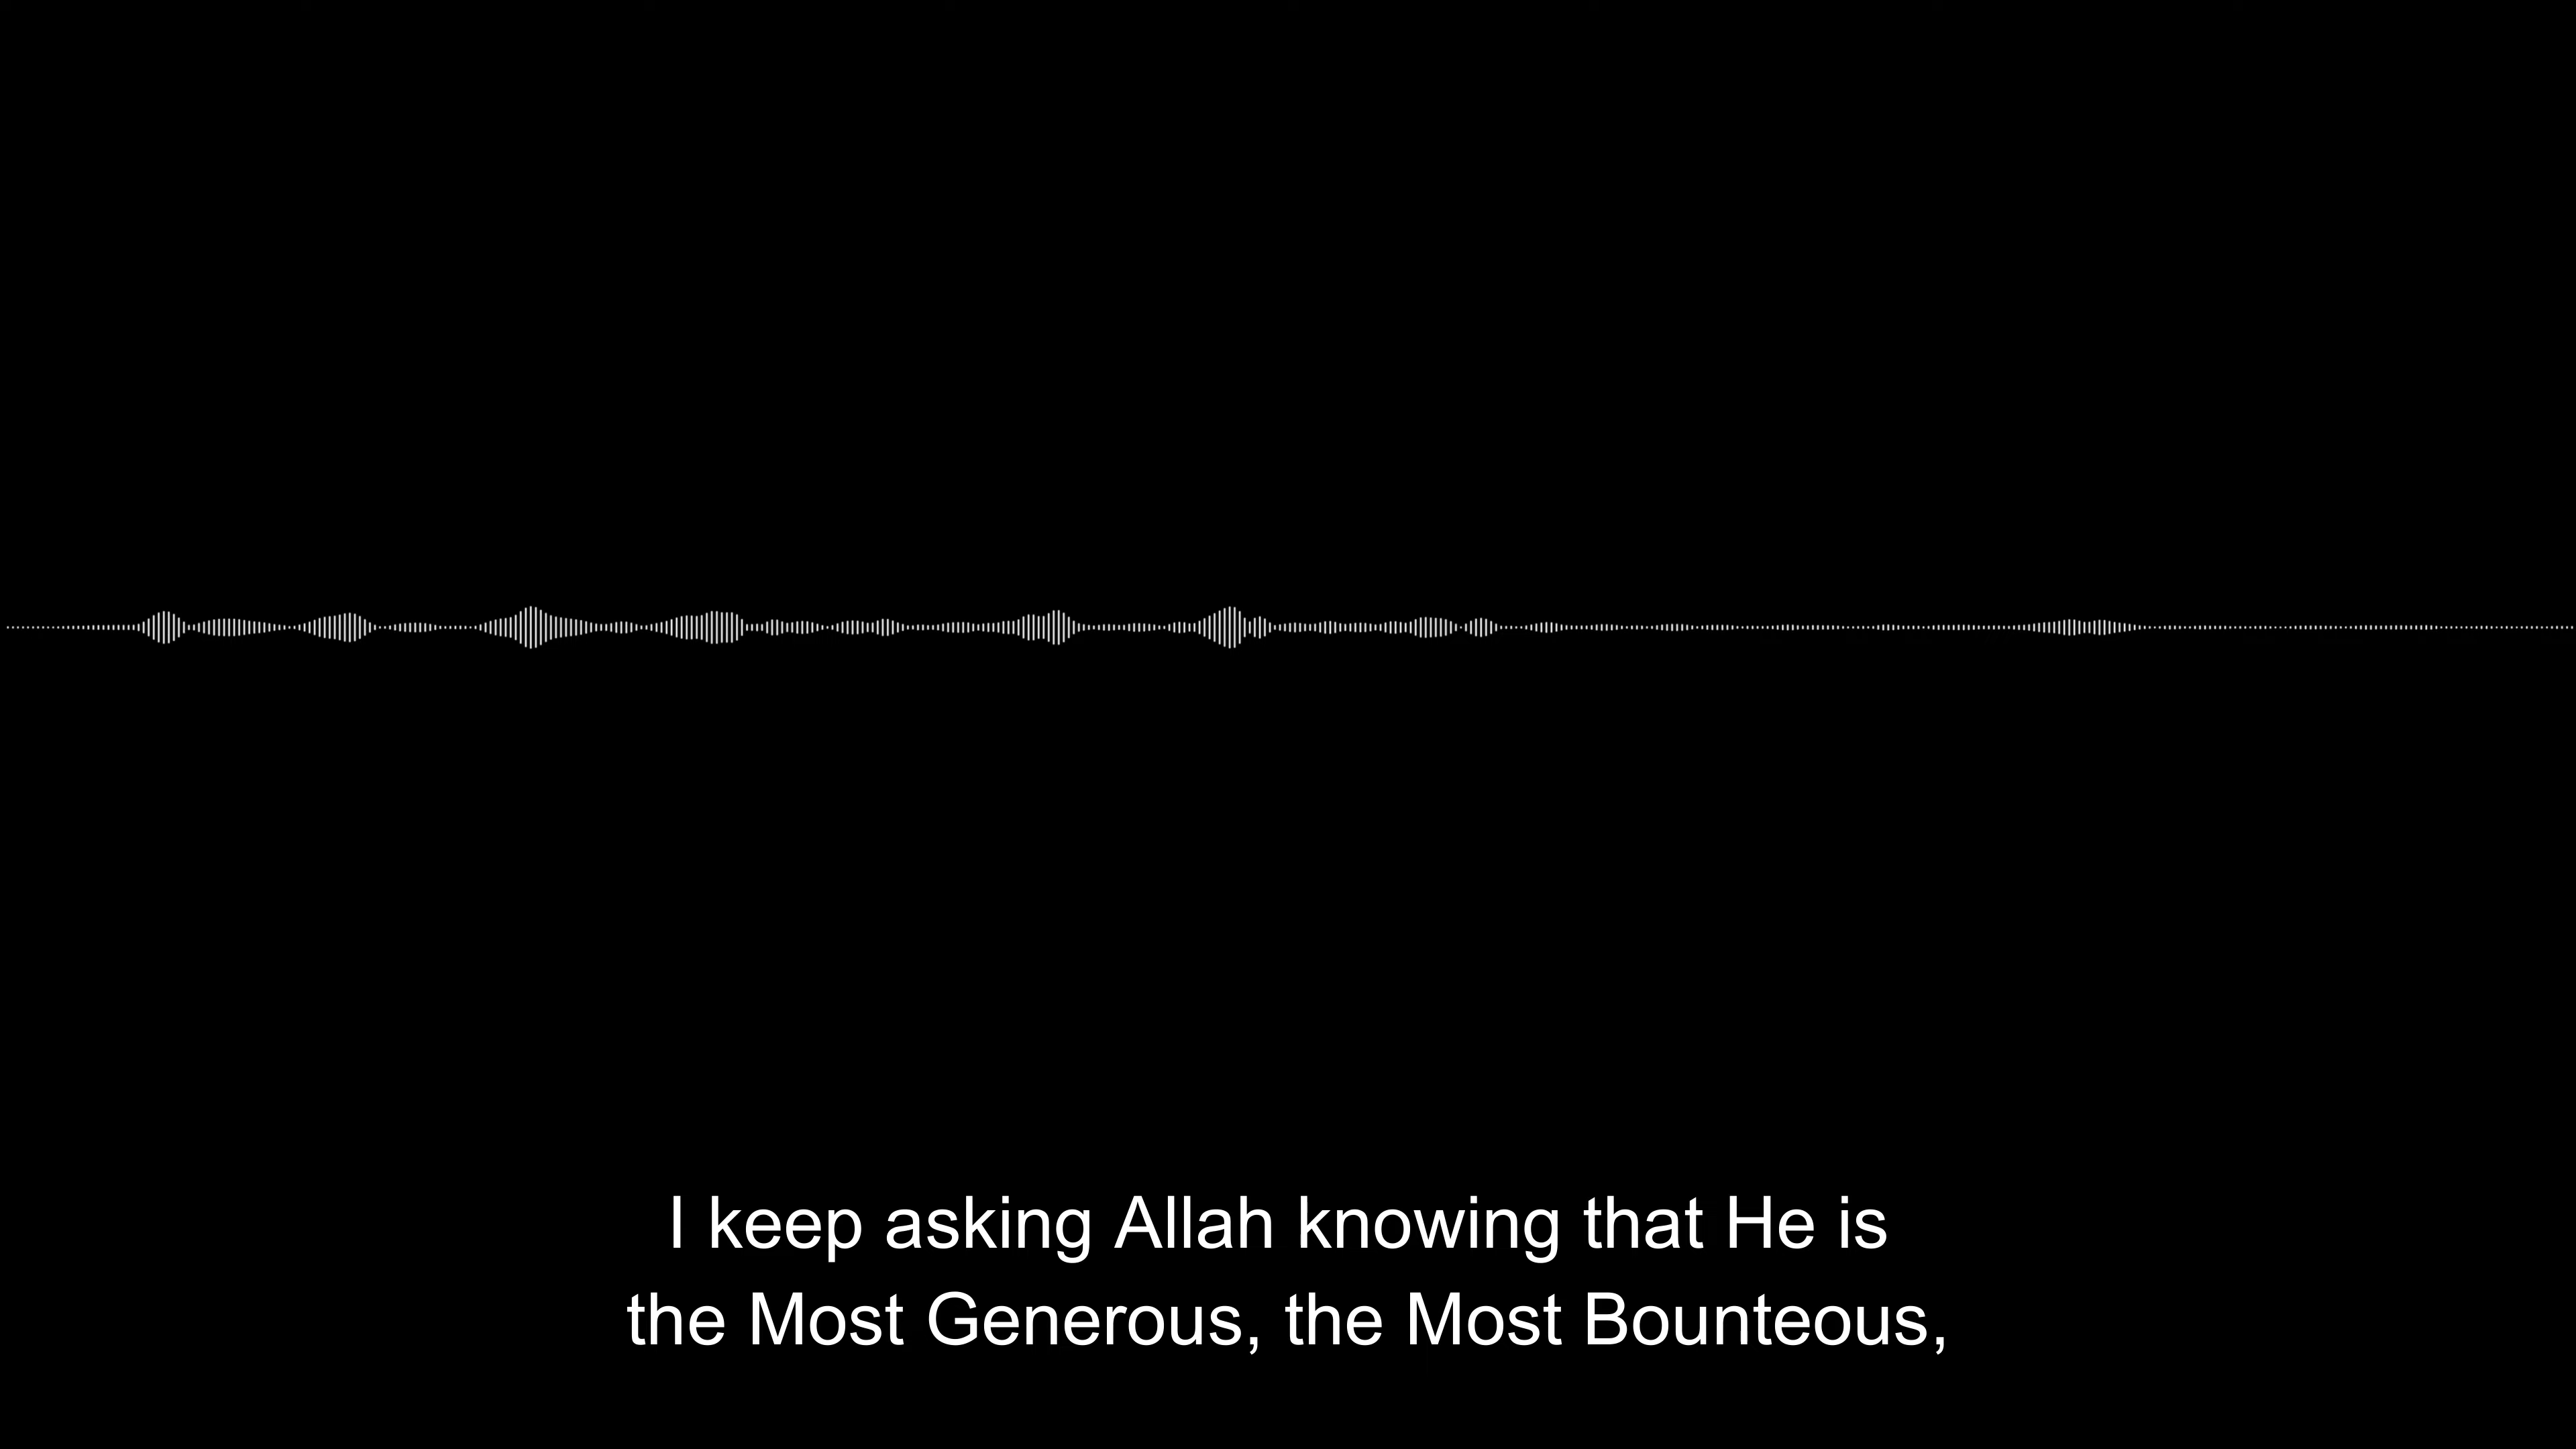 I keep asking Allah knowing that He is
the Most Generous, the Most Bounteous,